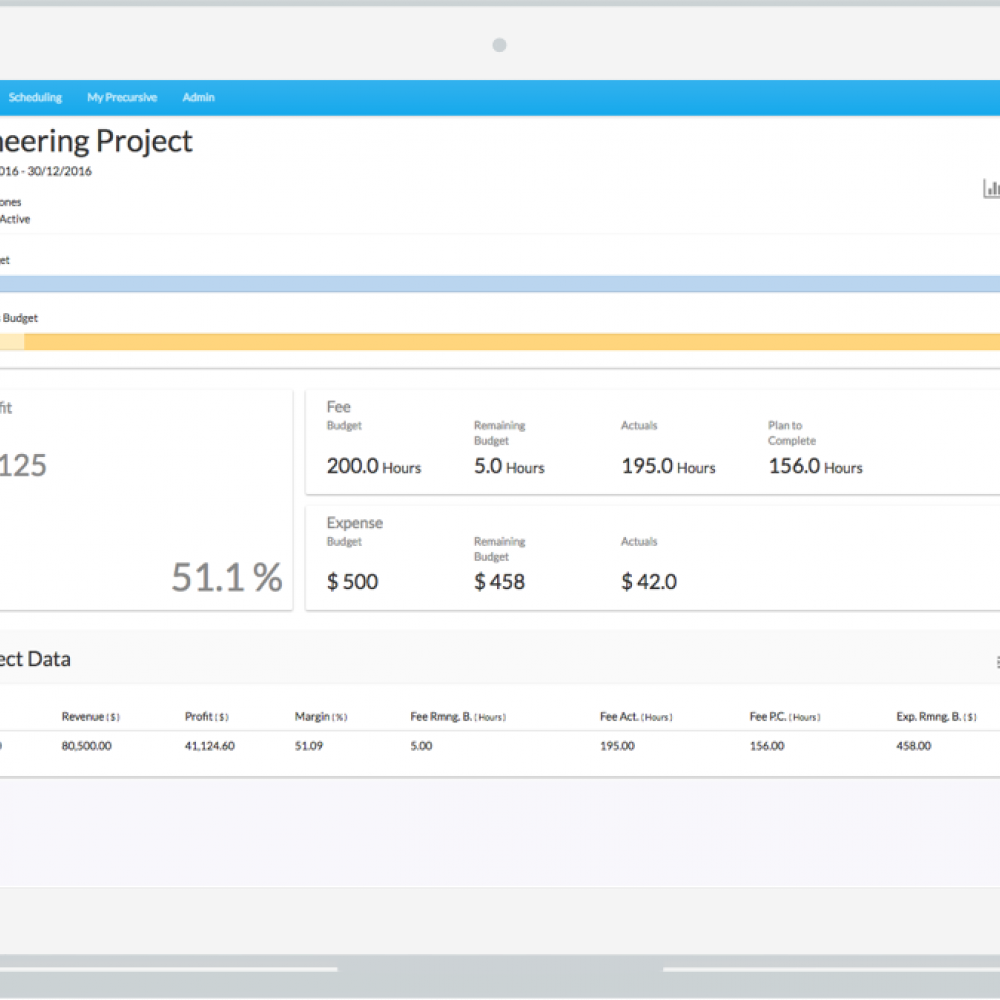 Scheduling My Precursive Admin
neering Project
016 - 30/12/2016
ones
Active
et
Budget
fit
125
51.1 %
Fee
Budget Remaining Budget Actuals Plan to Complete
200.0 Hours 5.0 Hours 195.0 Hours 156.0 Hours
Expense
Budget Remaining Budget Actuals
$ 500 $ 458 $ 42.0
ect Data
Revenue ( $ ) Profit ( $ ) Margin ( % ) Fee Rmng. B. ( Hours ) Fee Act. ( Hours ) Fee P.C. ( Hours ) Exp. Rmng. B. ( $ )
80,500.00 41,124.60 51.09 5.00 195.00 156.00 458.00